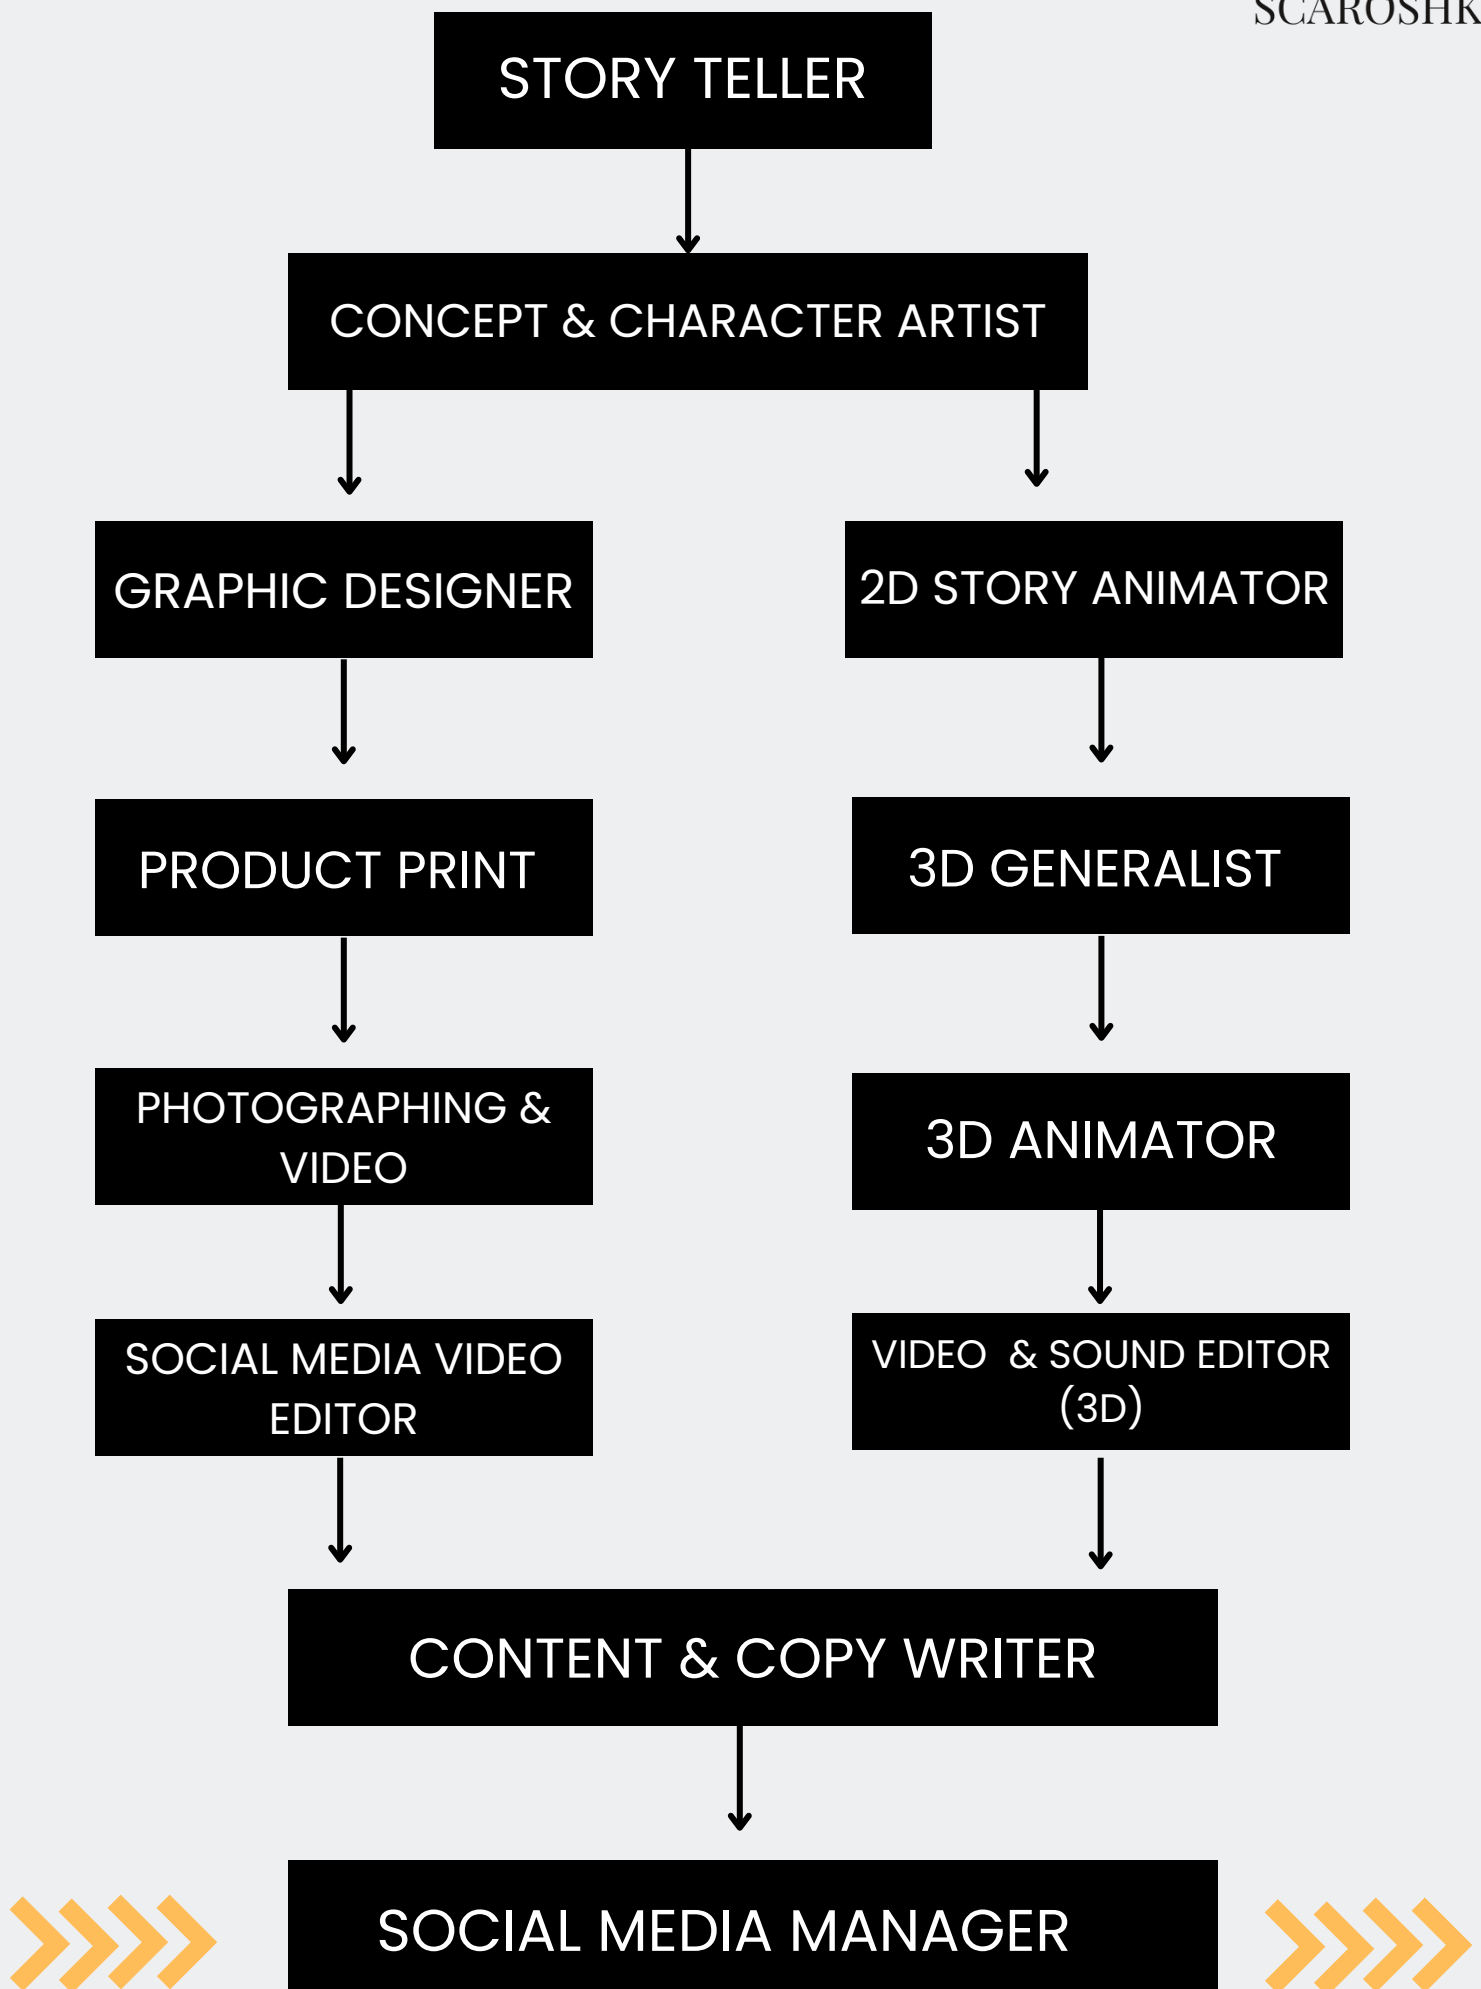 SCAROSHK
STORY TELLER
CONCEPT & CHARACTER ARTIST
GRAPHIC DESIGNER
2D STORY ANIMATOR
PRODUCT PRINT
3D GENERALIST
PHOTOGRAPHING &
VIDEO
3D ANIMATOR
SOCIAL MEDIA VIDEO
EDITOR
VIDEO & SOUND EDITOR
(3D)
CONTENT & COPY WRITER
SOCIAL MEDIA MANAGER